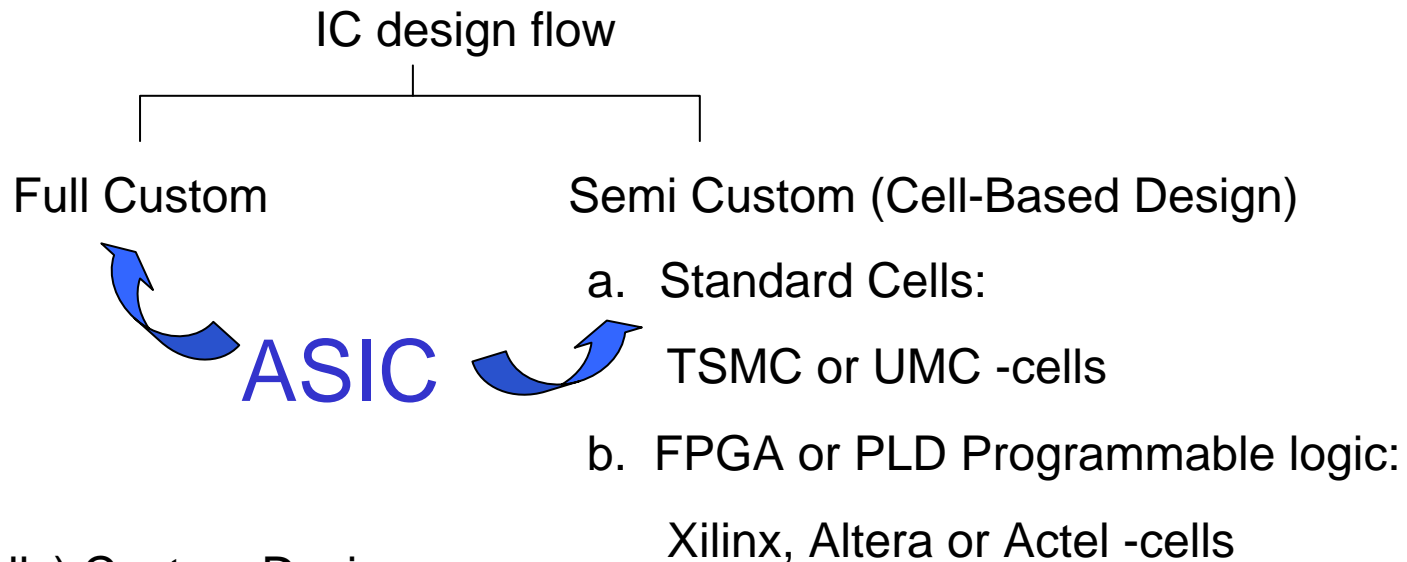 IC design flow
Full Custom
Semi Custom (Cell-Based Design)
a. Standard Cells:
TSMC or UMC -cells
ASIC
b. FPGA or PLD Programmable logic:
Xilinx, Altera or Actel -cells